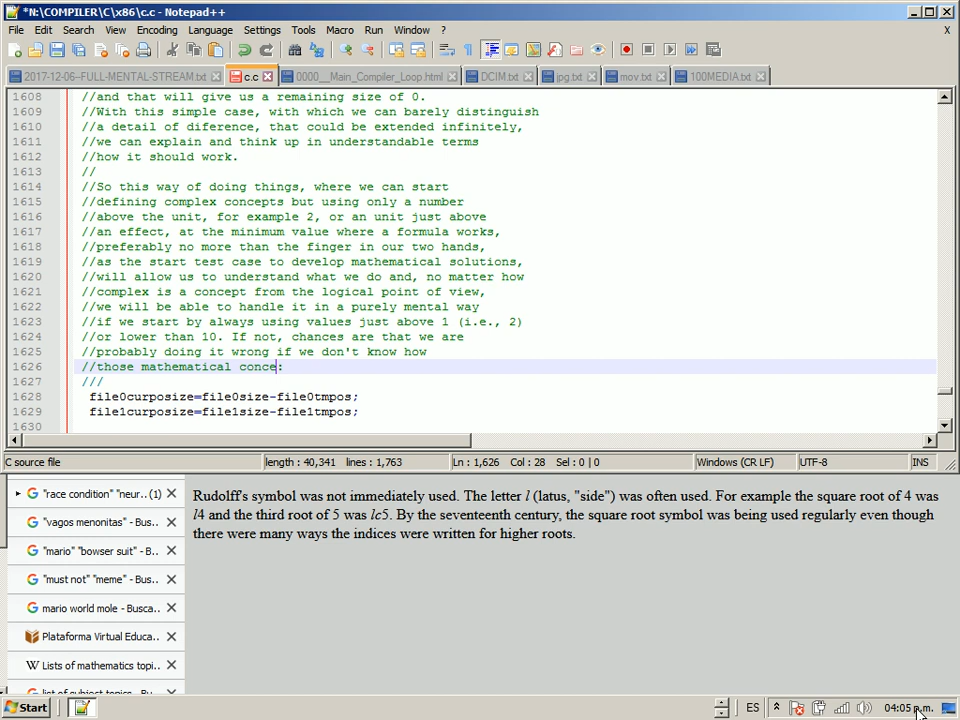 *N:\COMPILER\C\x86\c.c - Notepad++
File Edit Search View Encoding Language Settings Tools Macro Run Window ? X
2017-12-06--FULL-MENTAL-STREAM.txt c.c 0000__Main_Compiler_Loop.html DCIM.txt jpg.txt mov.txt 100MEDIA.txt
1608 //and that will give us a remaining size of 0.
1609 //With this simple case, with which we can barely distinguish
1610 //a detail of diference, that could be extended infinitely,
1611 //we can explain and think up in understandable terms
1612 //how it should work.
1613 //
1614 //So this way of doing things, where we can start
1615 //defining complex concepts but using only a number
1616 //above the unit, for example 2, or an unit just above
1617 //an effect, at the minimum value where a formula works,
1618 //preferably no more than the finger in our two hands,
1619 //as the start test case to develop mathematical solutions,
1620 //will allow us to understand what we do and, no matter how
1621 //complex is a concept from the logical point of view,
1622 //we will be able to handle it in a purely mental way
1623 //if we start by always using values just above 1 (i.e., 2)
1624 //or lower than 10. If not, chances are that we are
1625 //probably doing it wrong if we don't know how
1626 //those mathematical conce:
1627 ///
1628 file0curposize=file0size-file0tmpos;
1629 file1curposize=file1size-file1tmpos;
1630
C source file length : 40,341 lines : 1,763 Ln : 1,626 Col : 28 Sel : 0 | 0 Windows (CR LF) UTF-8 INS
"race condition" "neur.. (1)
"vagos menonitas" - Bus..
"mario" "bowser suit" - B..
"must not" "meme" - Bus..
mario world mole - Busca..
Plataforma Virtual Educa..
Lists of mathematics topi..
list of subject topics - Bu..
Rudolff's symbol was not immediately used. The letter l (latus, "side") was often used. For example the square root of 4 was
l4 and the third root of 5 was lc5. By the seventeenth century, the square root symbol was being used regularly even though
there were many ways the indices were written for higher roots.
Start ES 04:05 p.m.